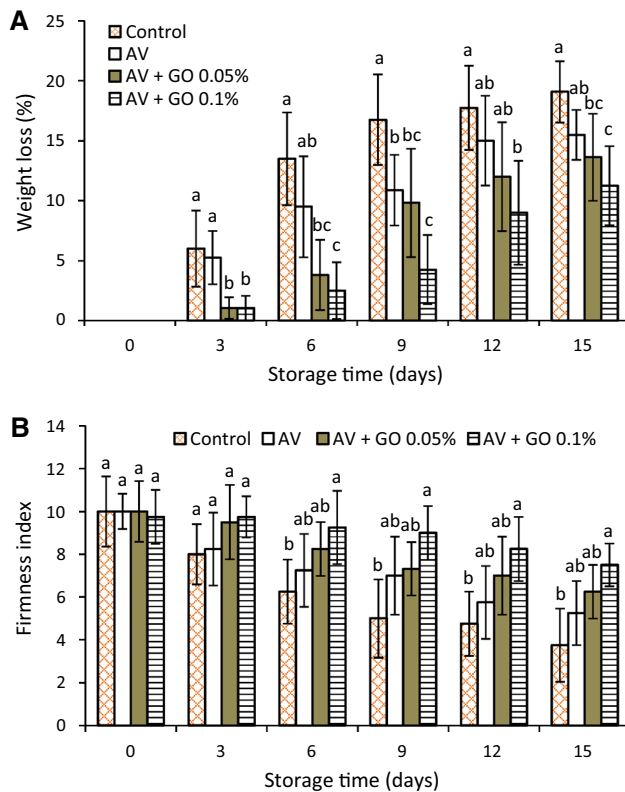 A
Control
AV
AV + GO 0.05%
AV + GO 0.1%
25
20
15
10
5
0
Weight loss (%)
a a b b
a ab bc c
a b bc c
a ab ab c
a ab bc c
0 3 6 9 12 15
Storage time (days)
B
Control AV AV + GO 0.05% AV + GO 0.1%
14
12
10
8
6
4
2
0
Firmness index
a a a a
a a a a
b ab ab a
b ab ab a
b ab ab a
b ab ab a
0 3 6 9 12 15
Storage time (days)